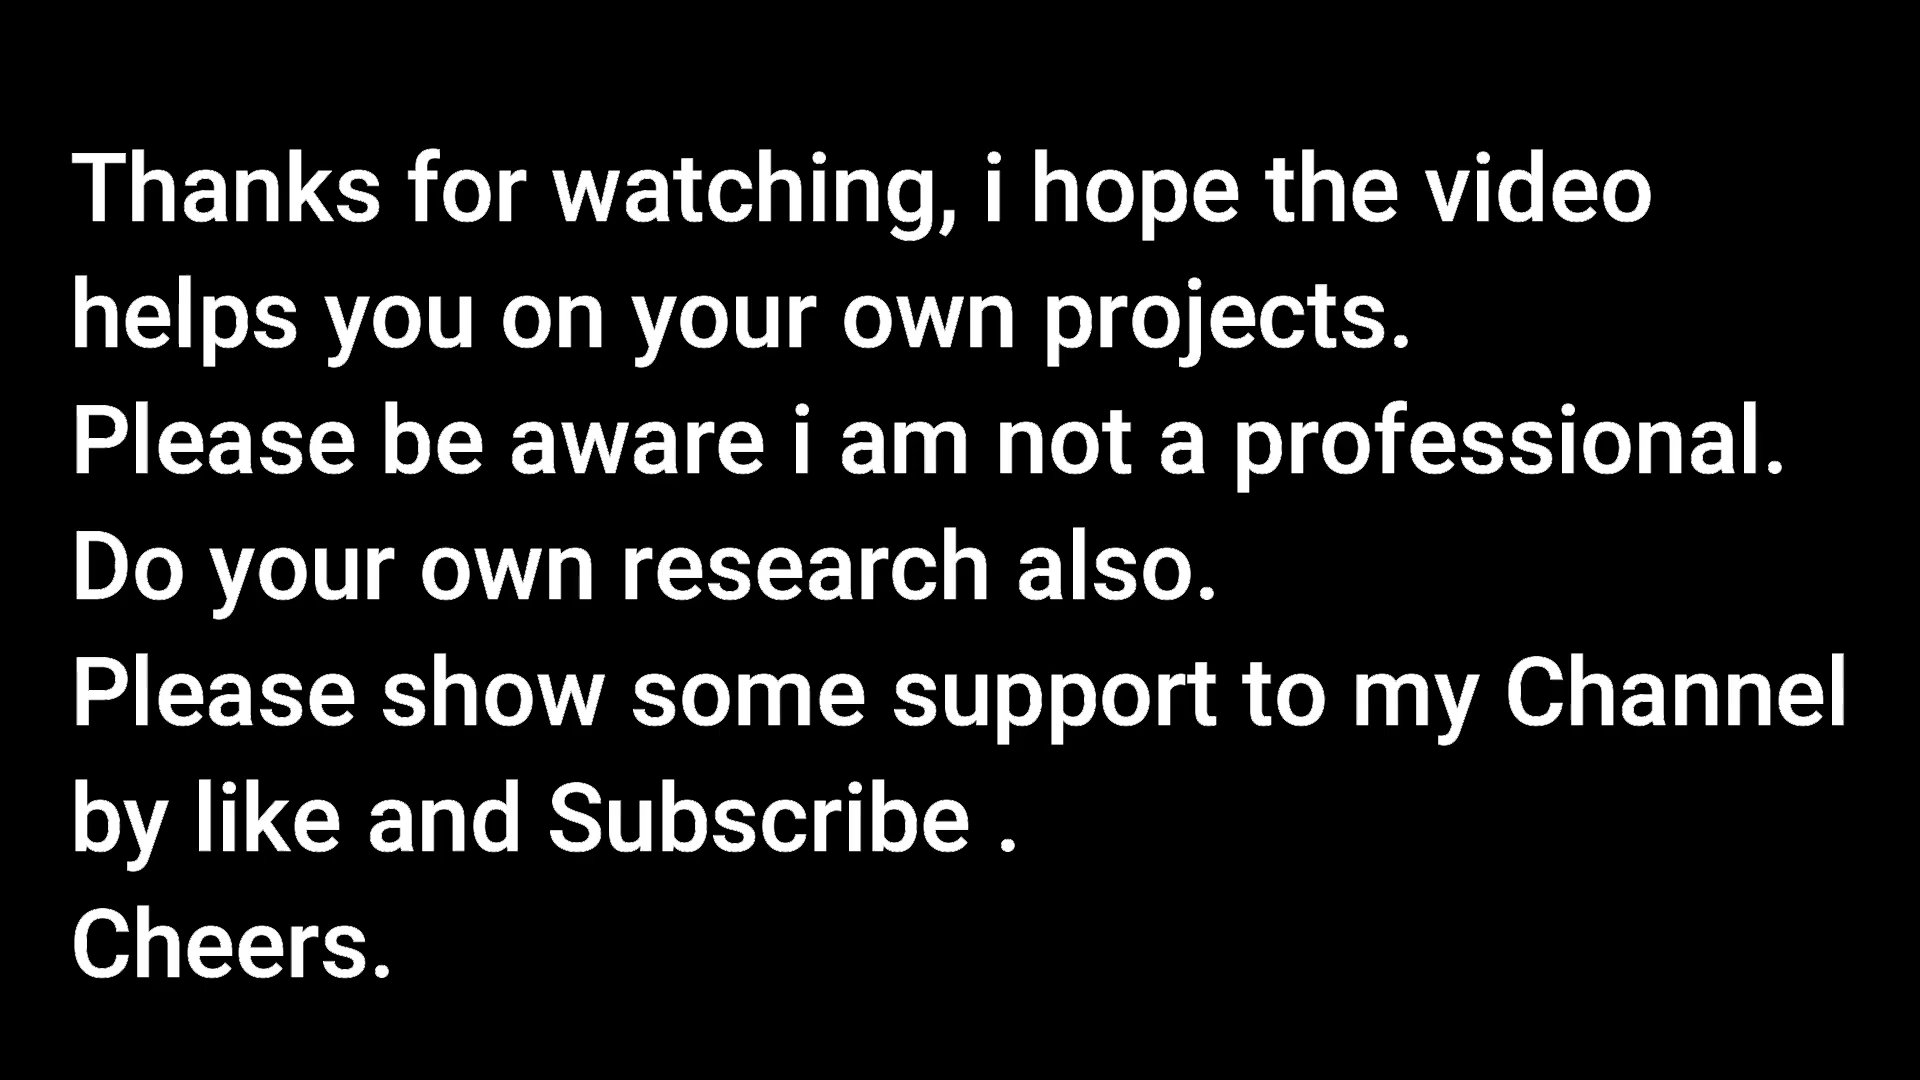 Thanks for watching, i hope the video
helps you on your own projects.
Please be aware i am not a professional.
Do your own research also.
Please show some support to my Channel
by like and Subscribe .
Cheers.